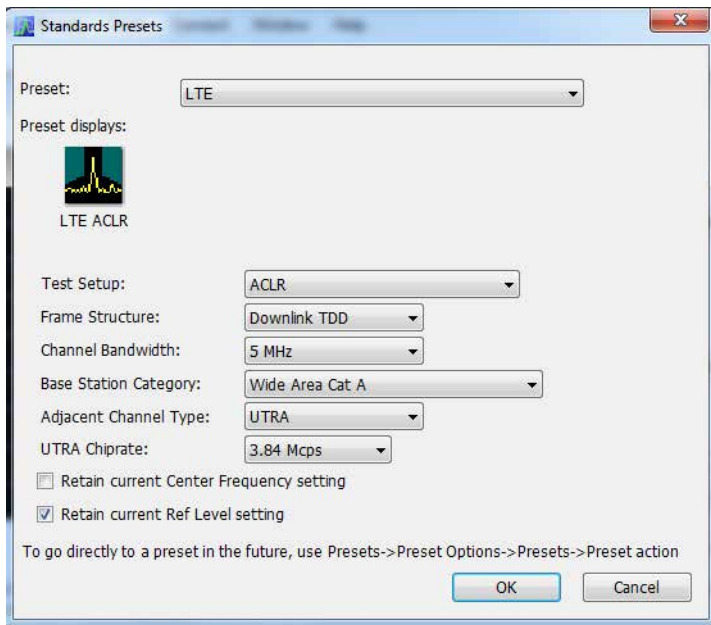 Standards Presets
Preset: LTE
Preset displays:
LTE ACLR
Test Setup: ACLR
Frame Structure: Downlink TDD
Channel Bandwidth: 5 MHz
Base Station Category: Wide Area Cat A
Adjacent Channel Type: UTRA
UTRA Chiprate: 3.84 Mcps
Retain current Center Frequency setting
Retain current Ref Level setting
To go directly to a preset in the future, use Presets->Preset Options->Presets->Preset action
OK Cancel